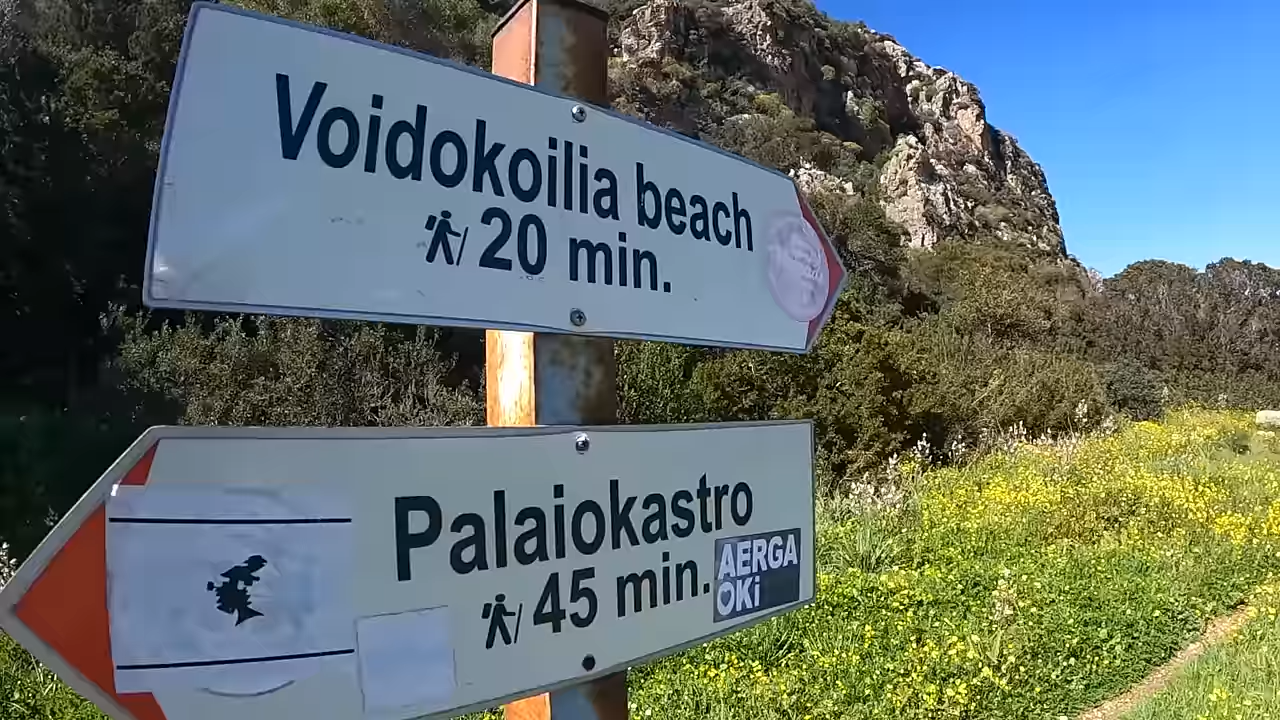 Voidokoilia beach
20 min.
Palaiokastro
45 min.
AERGA
OKi